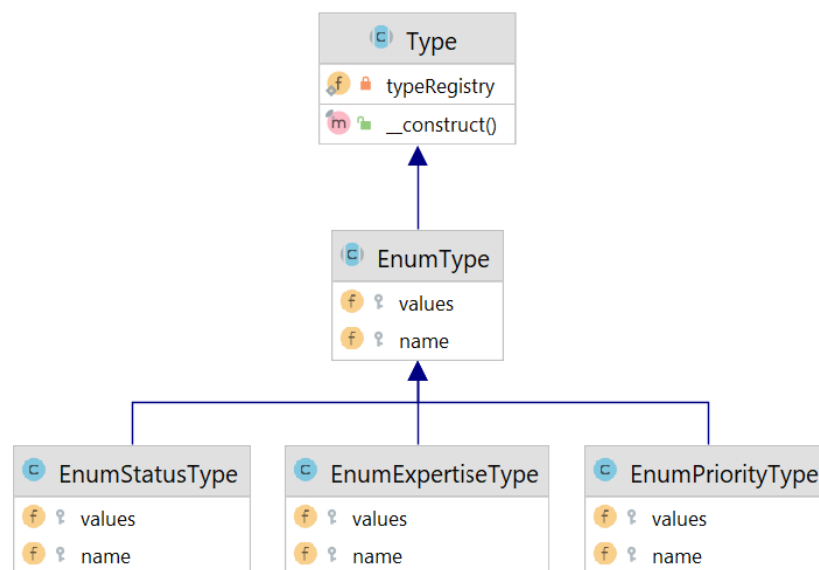 Type
typeRegistry
__construct()
EnumType
values
name
EnumStatusType
values
name
EnumExpertiseType
values
name
EnumPriorityType
values
name